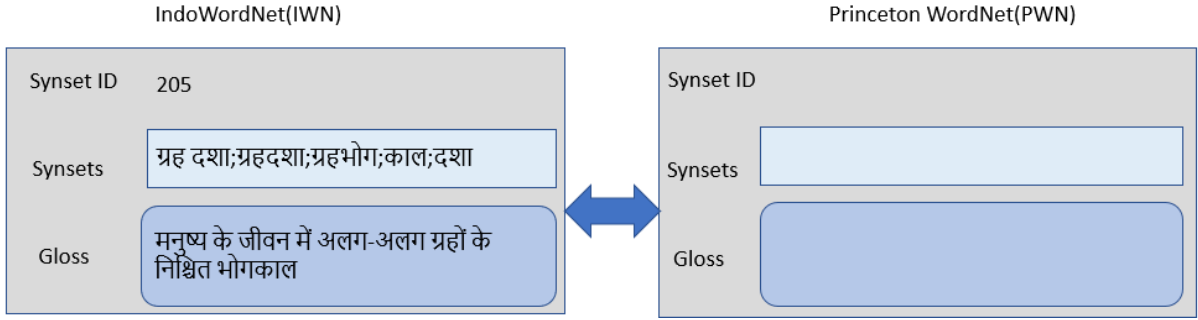 IndoWordNet(IWN)
Princeton WordNet(PWN)
Synset ID 205
Synsets ग्रह दशा;ग्रहदशा;ग्रहभोग;काल;दशा
Gloss मनुष्य के जीवन में अलग-अलग ग्रहों के
निश्चित भोगकाल
Synset ID
Synsets
Gloss